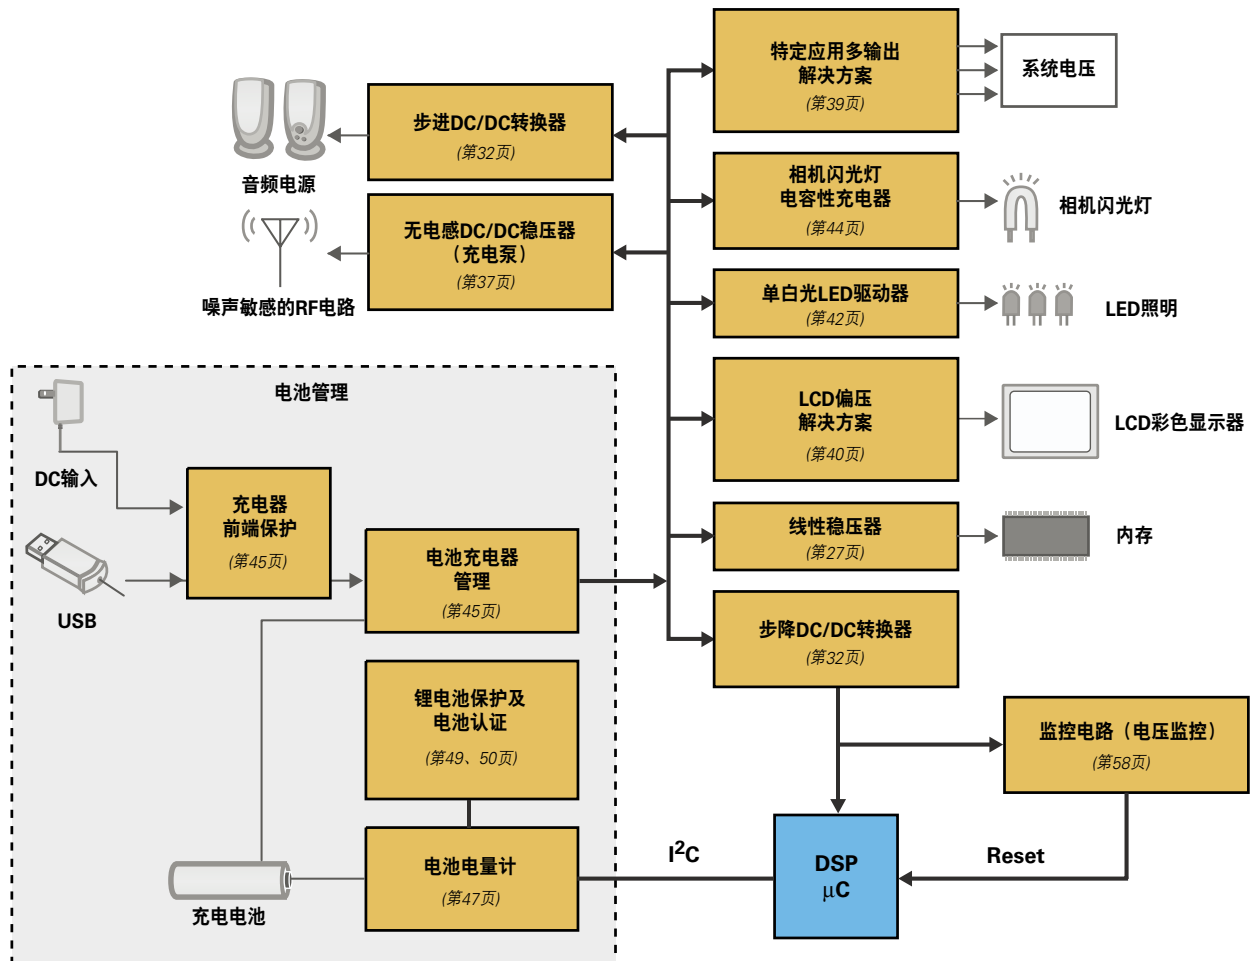 特定应用多输出
解决方案
(第39页)
系统电压
步进DC/DC转换器
(第32页)
音频电源
相机闪光灯
电容性充电器
(第44页)
相机闪光灯
无电感DC/DC稳压器
（充电泵）
(第37页)
噪声敏感的RF电路
单白光LED驱动器
(第42页)
LED照明
电池管理
LCD偏压
解决方案
(第40页)
LCD彩色显示器
DC输入
充电器
前端保护
(第45页)
USB
电池充电器
管理
(第45页)
线性稳压器
(第27页)
内存
步降DC/DC转换器
(第32页)
锂电池保护及
电池认证
(第49、50页)
监控电路（电压监控）
(第58页)
电池电量计
(第47页)
充电电池
I²C
DSP
μC
Reset